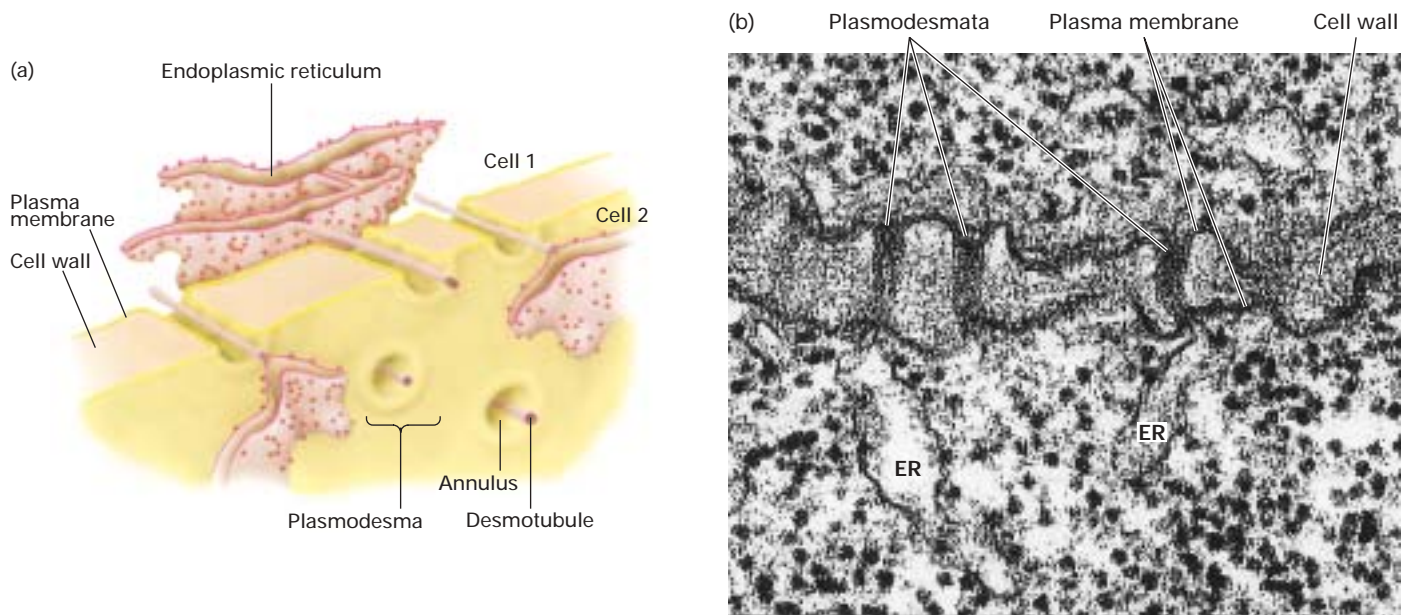 (a)
Endoplasmic reticulum
Cell 1
Plasma
membrane
Cell 2
Cell wall
Annulus
Plasmodesma
Desmotubule
(b)
Plasmodesmata
Plasma membrane
Cell wall
ER
ER